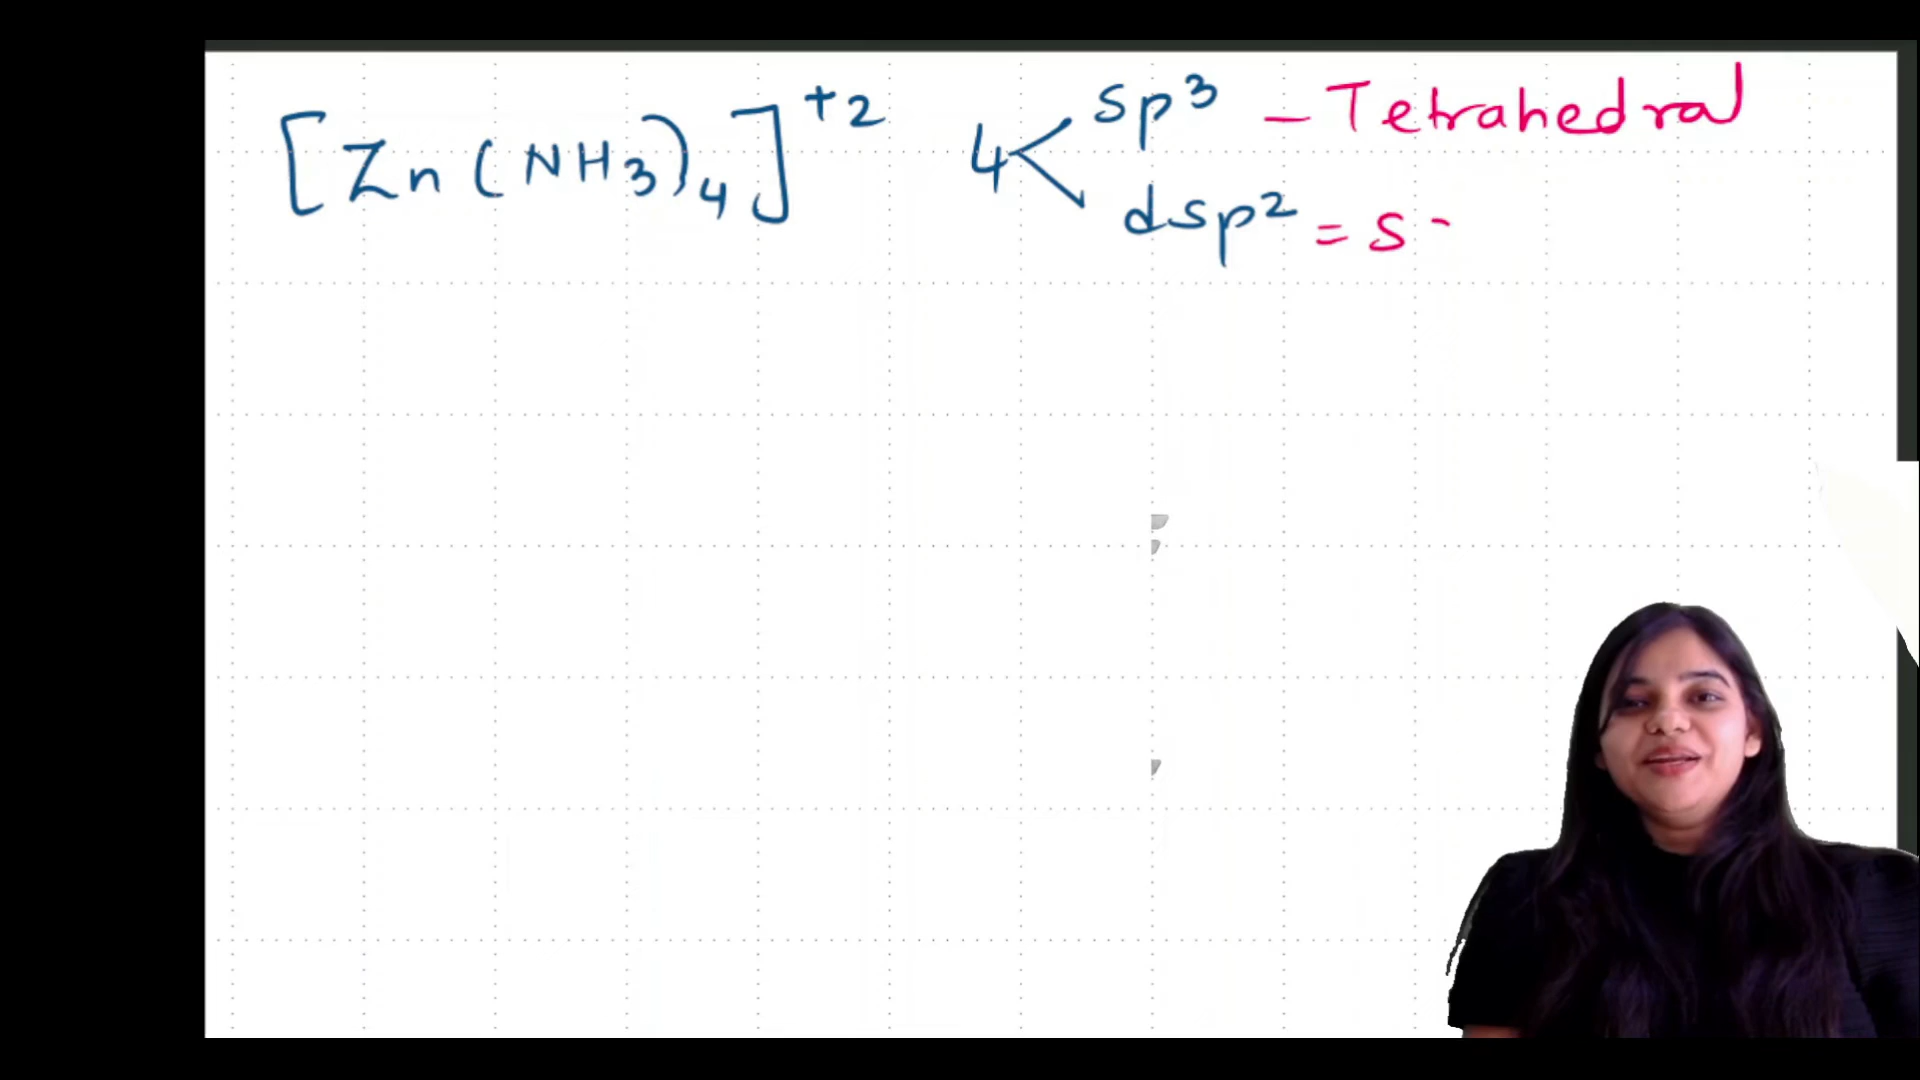 [Zn(NH3)4]+2 4 < sp3 - Tetrahedral
dsp2 = s